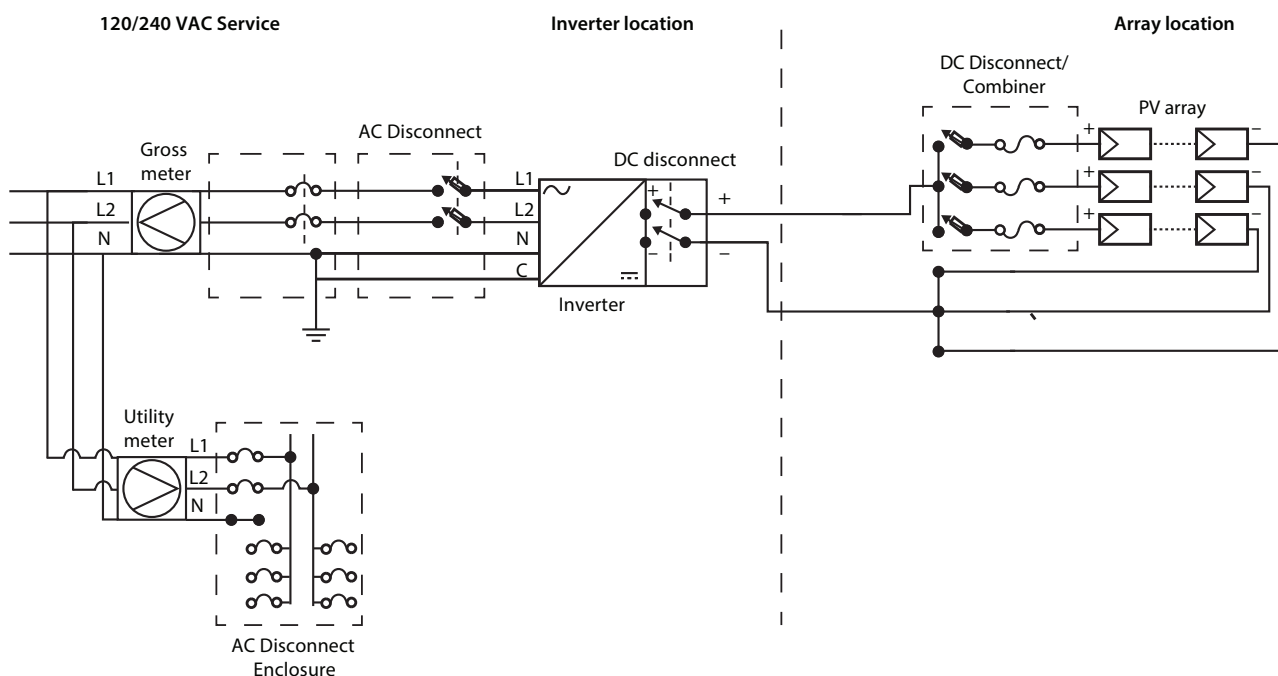 120/240 VAC Service
Inverter location
Array location
DC Disconnect/
Combiner
PV array
AC Disconnect
DC disconnect
Gross
meter
L1
L2
N
L1
L2
N
C
+
−
+
−
Inverter
+
−
+
−
+
−
Utility
meter
L1
L2
N
AC Disconnect
Enclosure